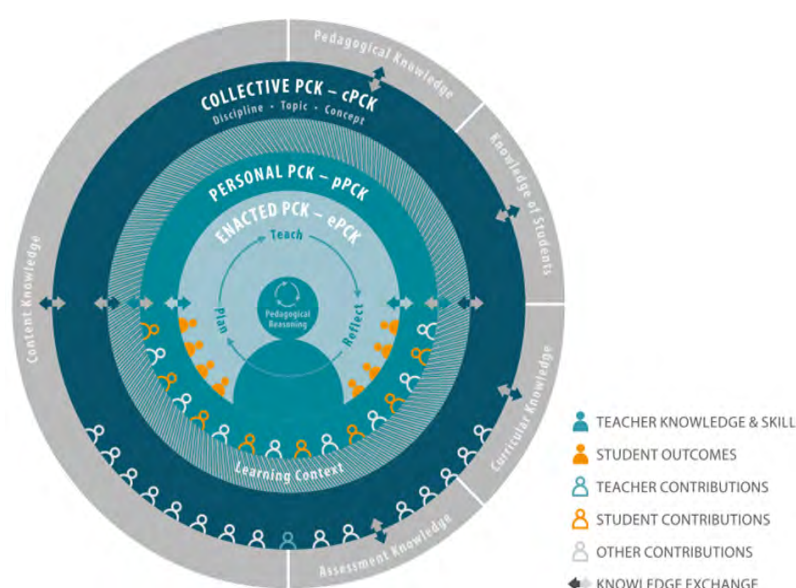 Pedagogical Knowledge
COLLECTIVE PCK – cPCK
Discipline • Topic • Concept
Knowledge of Students
PERSONAL PCK – pPCK
ENACTED PCK – ePCK
Teach
Content Knowledge
Plan
Pedagogical
Reasoning
Reflect
Curricular Knowledge
Learning Context
Assessment Knowledge
TEACHER KNOWLEDGE & SKILL
STUDENT OUTCOMES
TEACHER CONTRIBUTIONS
STUDENT CONTRIBUTIONS
OTHER CONTRIBUTIONS
KNOWLEDGE EXCHANGE